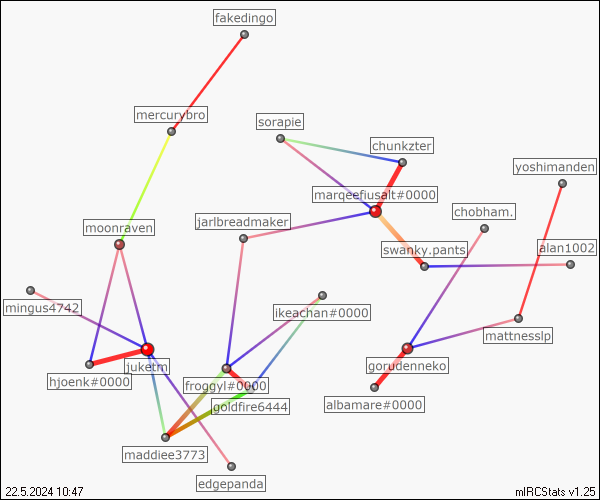 fakedingo
mercurybro
sorapie
chunkzter
yoshimanden
marqeefiusalt#0000
chobham.
jarlbreadmaker
moonraven
swanky.pants
alan1002
mingus4742
ikeachan#0000
mattnesslp
juketrn
gorudenneko
hjoenk#0000
froggyl#0000
goldfire6444
albamare#0000
maddiee3773
edgepanda
22.5.2024 10:47
mIRCStats v1.25